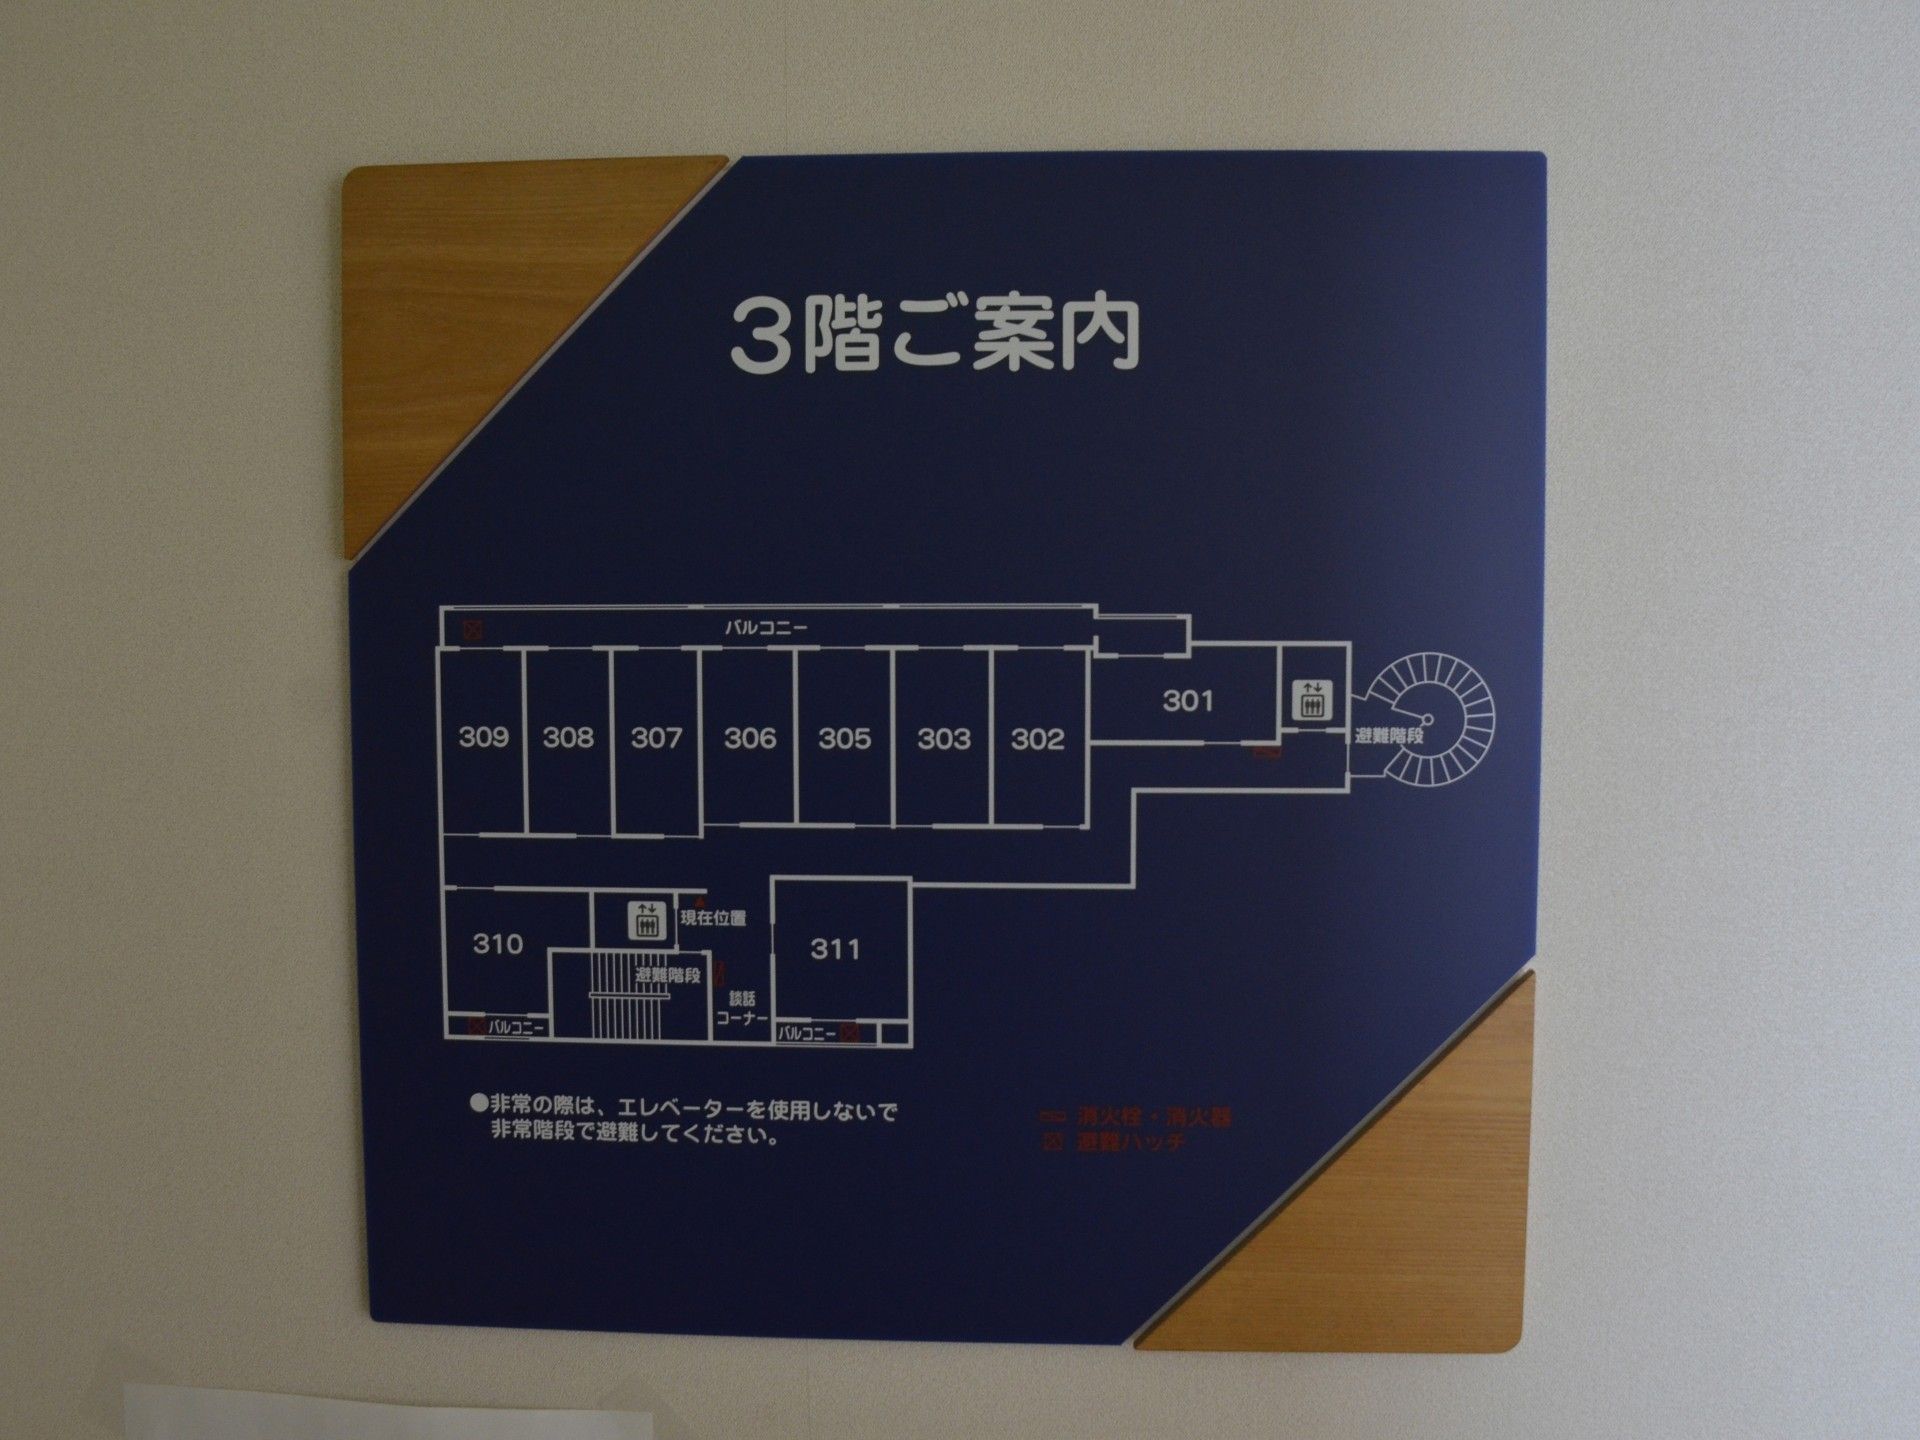 3階ご案内
バルコニー
301
309 308 307 306 305 303 302
避難階段
現在位置
310
311
避難階段
談話
コーナー
バルコニー
バルコニー
●非常の際は、エレベーターを使用しないで
非常階段で避難してください。
消火栓・消火器
避難ハッチ